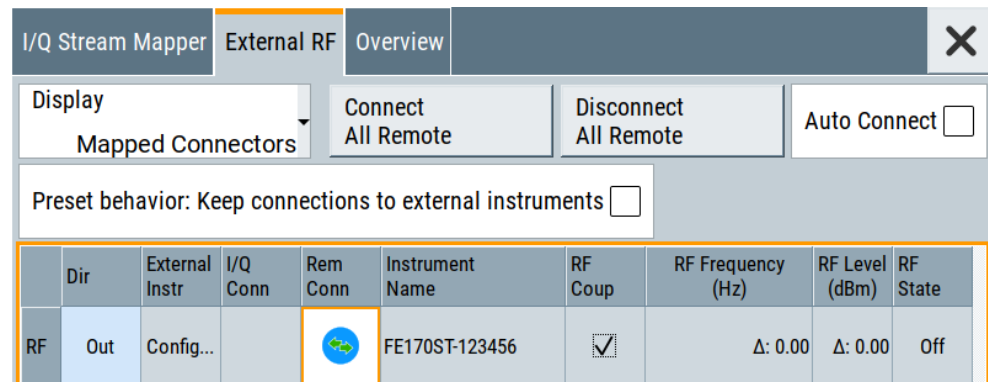 I/Q Stream Mapper External RF Overview
Display
Mapped Connectors
Connect
All Remote
Disconnect
All Remote
Auto Connect
Preset behavior: Keep connections to external instruments
Dir
External
Instr
I/Q
Conn
Rem
Conn
Instrument
Name
RF
Coup
RF Frequency
(Hz)
RF Level
(dBm)
RF
State
RF Out Config... FE170ST-123456 Δ: 0.00 Δ: 0.00 Off